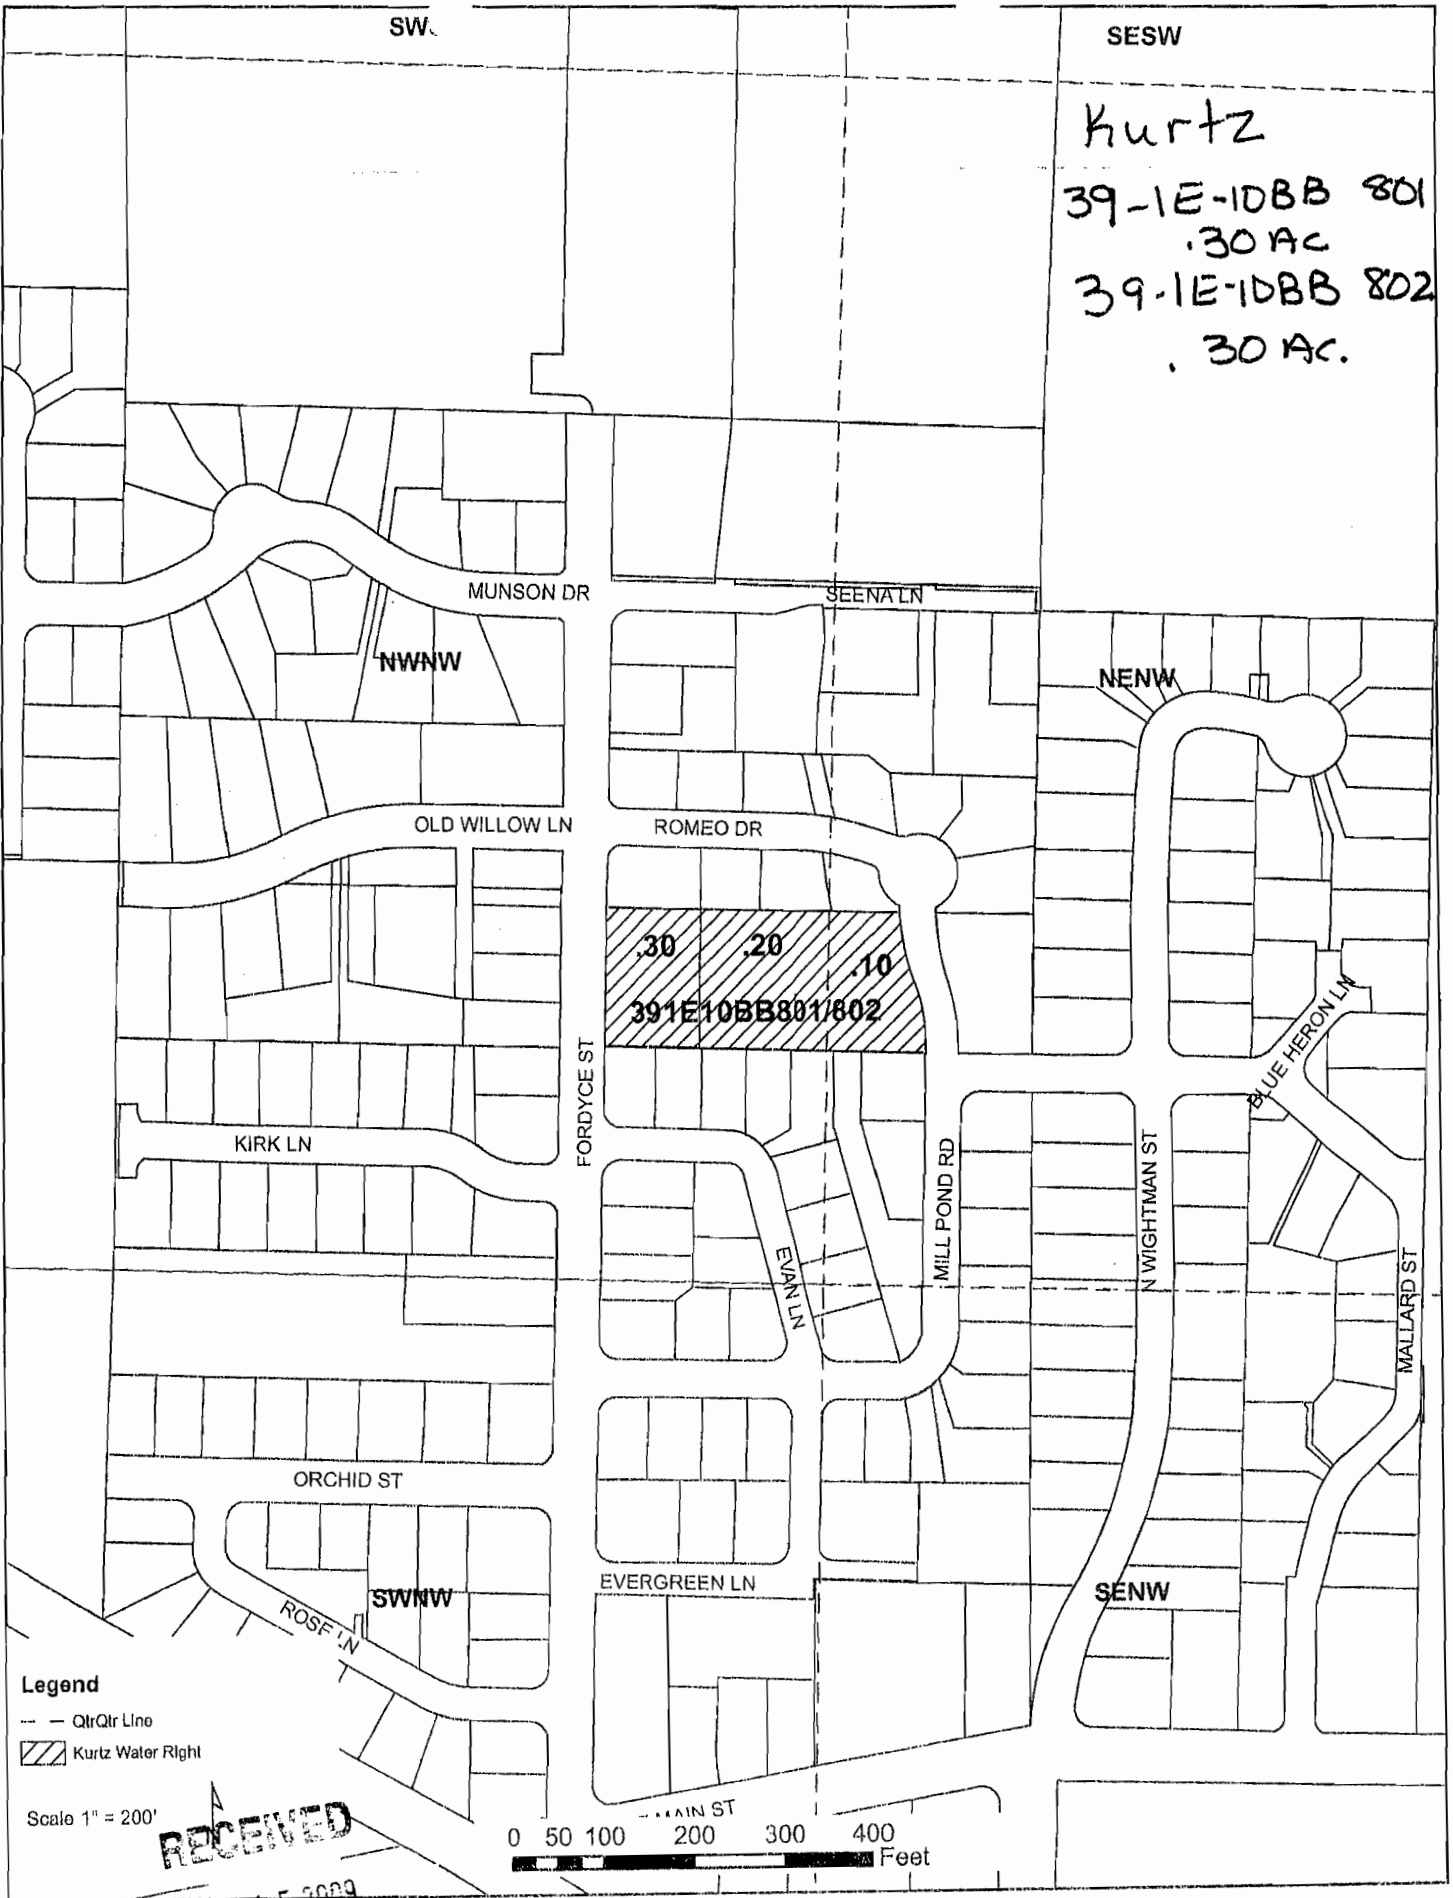 SW
SESW
Kurtz
39-1E-10BB 801
.30 AC
39-1E-10BB 802
.30 AC.
MUNSON DR
SEENA LN
NWNW
NENW
OLD WILLOW LN
ROMEO DR
.30
.20
.10
391E10BB801/802
BLUE HERON LN
FORDYCE ST
KIRK LN
MILL POND RD
N WIGHTMAN ST
EVAN LN
MALLARD ST
ORCHID ST
EVERGREEN LN
SWNW
SENW
ROSE LN
Legend
QtrQtr Line
Kurtz Water Right
Scale 1" = 200'
RECEIVED
2009
MAIN ST
0 50 100 200 300 400
Feet